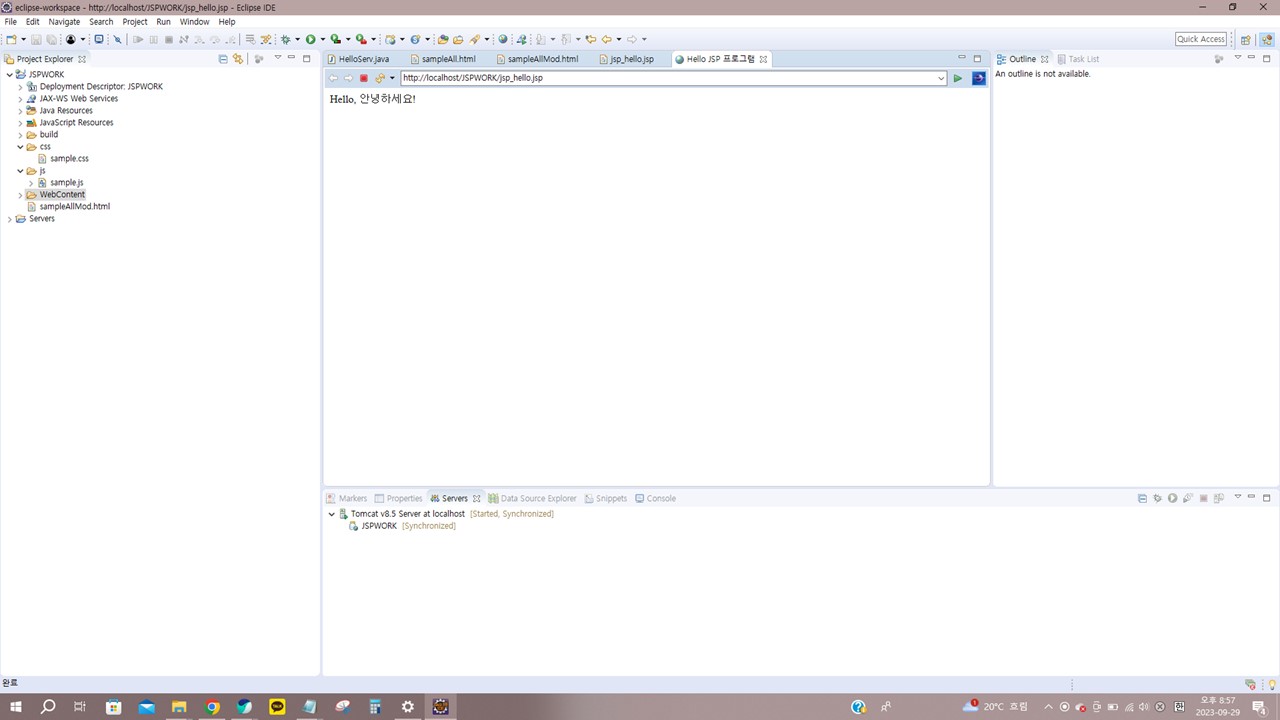 eclipse-workspace - http://localhost/JSPWORK/jsp_hello.jsp - Eclipse IDE
File Edit Navigate Search Project Run Window Help
Quick Access
Project Explorer
HelloServ.java sampleAll.html sampleAllMod.html jsp_hello.jsp Hello JSP 프로그램
Outline Task List
JSPWORK
http://localhost/JSPWORK/jsp_hello.jsp
An outline is not available.
Deployment Descriptor: JSPWORK
Hello, 안녕하세요!
JAX-WS Web Services
Java Resources
JavaScript Resources
build
css
sample.css
js
sample.js
WebContent
sampleAllMod.html
Servers
Markers Properties Servers Data Source Explorer Snippets Console
Tomcat v8.5 Server at localhost [Started, Synchronized]
JSPWORK [Synchronized]
완료
TALK
1 20°C 흐림
오후 8:57
2023-09-29
4